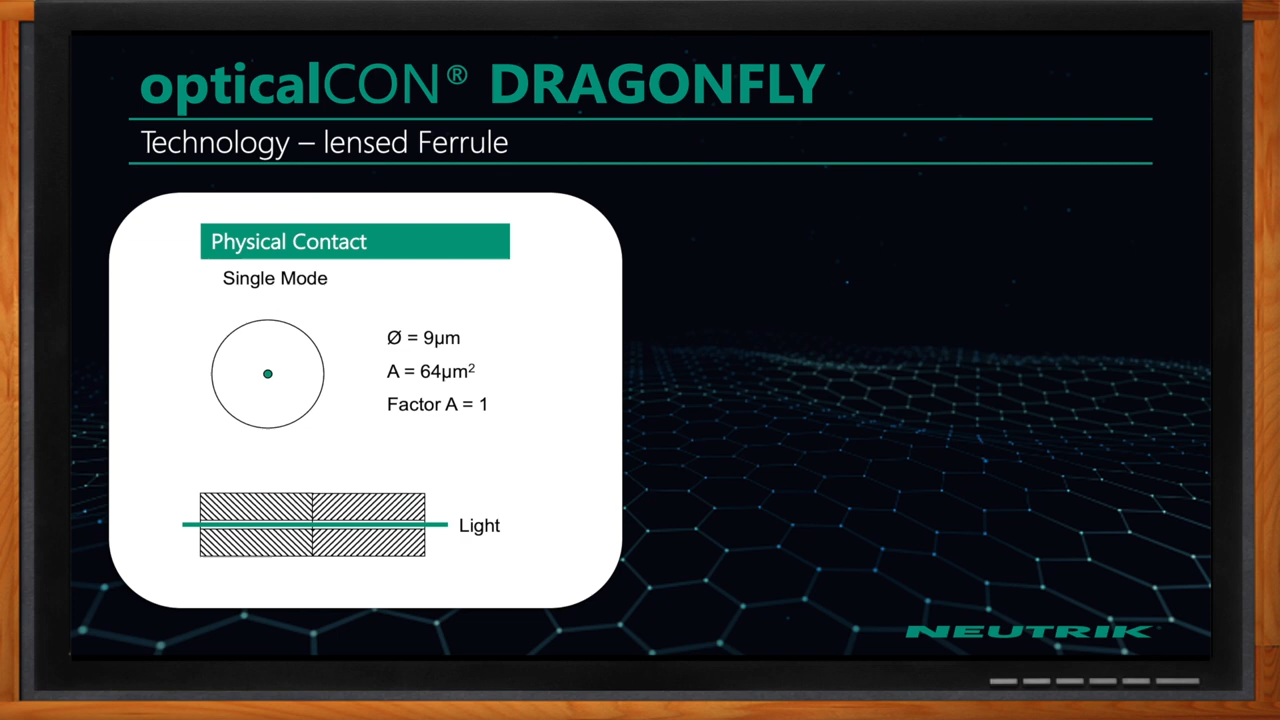 opticalCON® DRAGONFLY
Technology – lensed Ferrule
Physical Contact
Single Mode
Ø = 9µm
A = 64µm²
Factor A = 1
Light
NEUTRIK